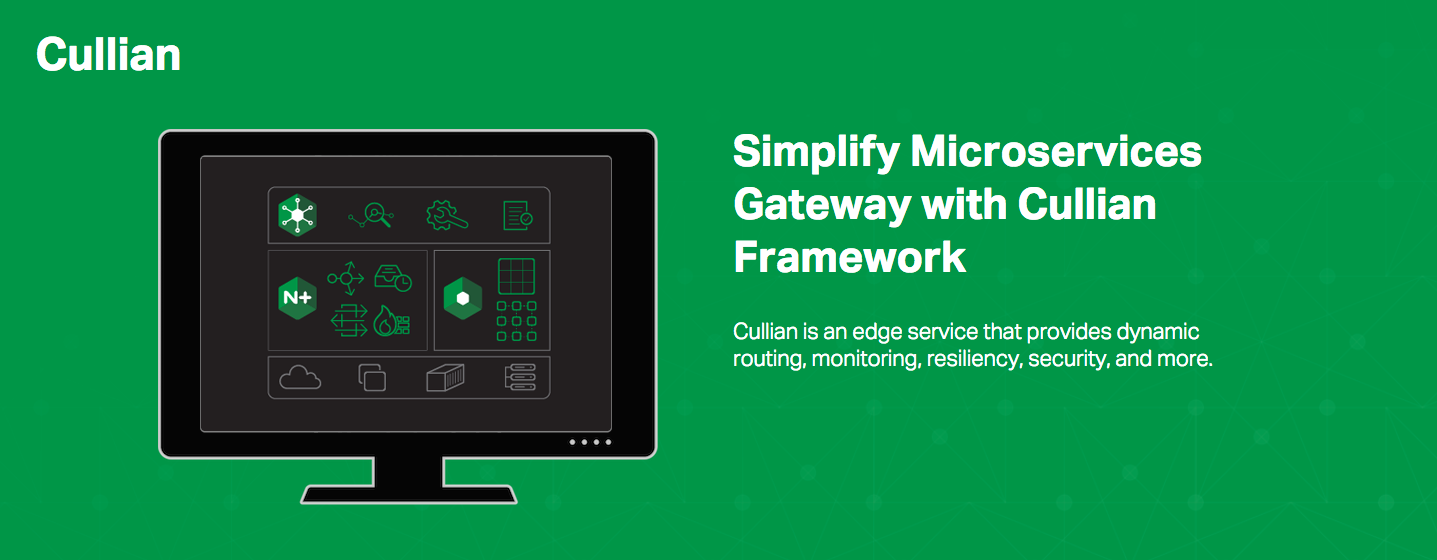 Cullian
Simplify Microservices
Gateway with Cullian
Framework
N+
Cullian is an edge service that provides dynamic
routing, monitoring, resiliency, security, and more.